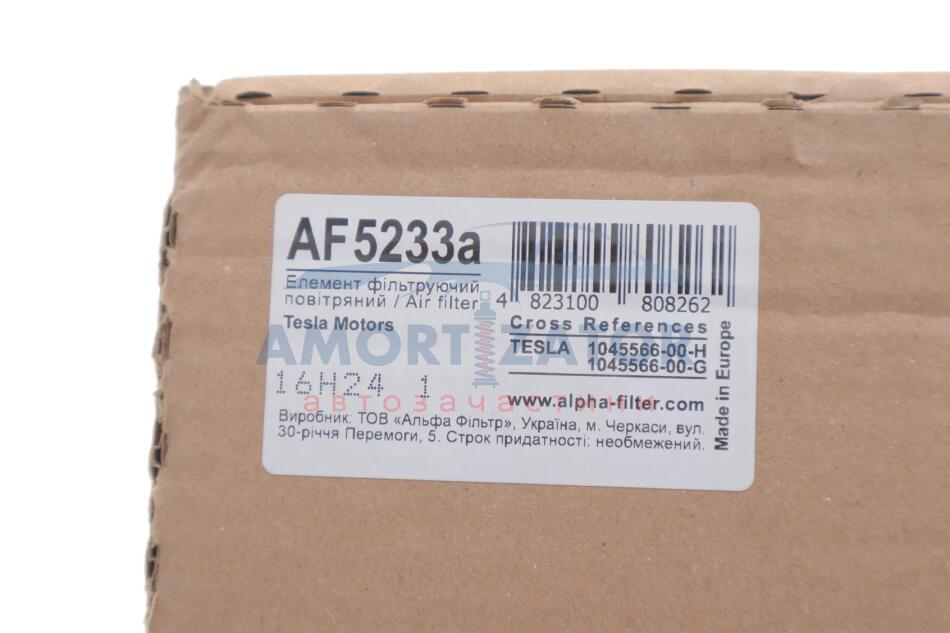 AF5233a
Елемент фільтруючий
повітряний / Air filter
Tesla Motors
16H24 1
4 823100 808262
Cross References
TESLA 1045566-00-H
1045566-00-G
www.alpha-filter.com
Made in Europe
Виробник: ТОВ «Альфа Фільтр», Україна, м. Черкаси, вул.
30-річчя Перемоги, 5. Строк придатності: необмежений.
AMORTIZATOR
автозапчастини